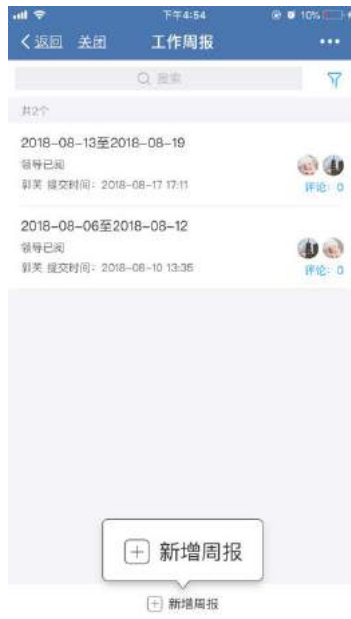 下午4:54 10%
返回 关闭 工作周报
搜索
共2个
2018-08-13至2018-08-19
领导已阅
郭芙 提交时间：2018-08-17 17:11
评论：0
2018-08-06至2018-08-12
领导已阅
郭芙 提交时间：2018-08-10 13:35
评论：0
新增周报
新增周报